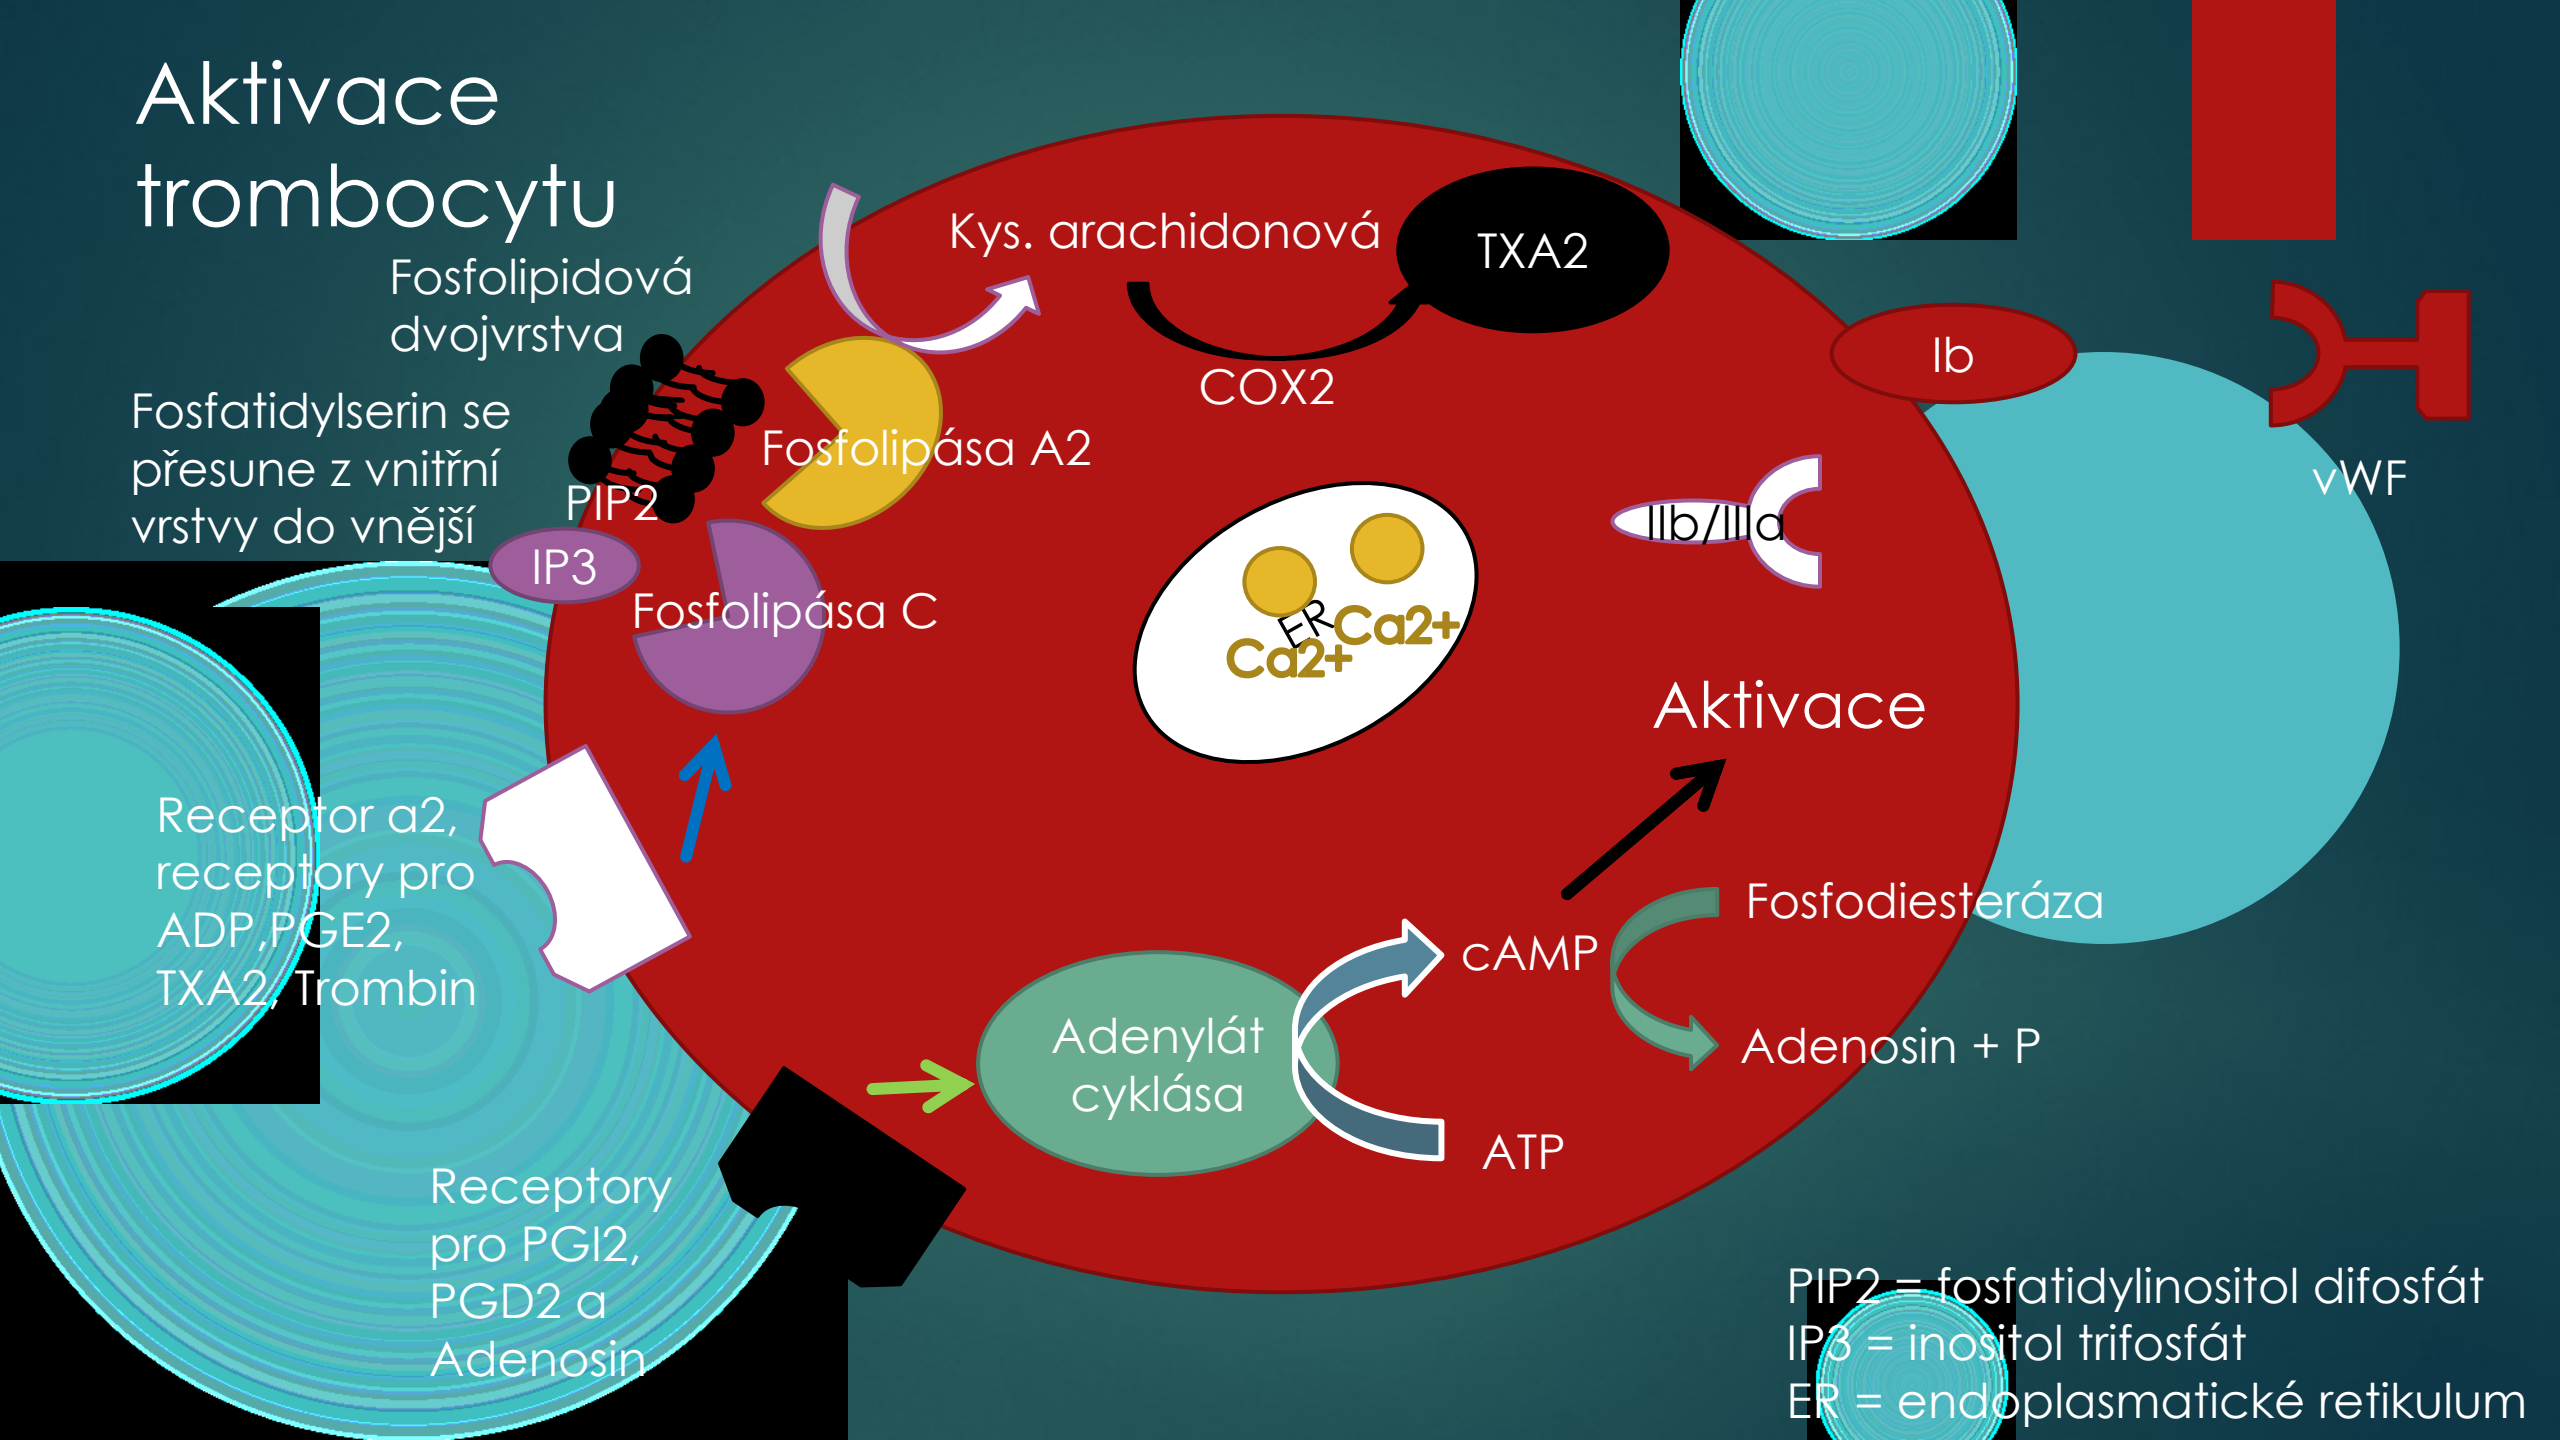 Aktivace
trombocytu
Fosfolipidová
dvojvrstva
Fosfatidylserin se
přesune z vnitřní
vrstvy do vnější
Kys. arachidonová
TXA2
COX2
Fosfolipása A2
PIP2
IP3
Fosfolipása C
ER
Ca2+
Ca2+
Ib
IIb/IIIa
vWF
Aktivace
Receptor a2,
receptory pro
ADP,PGE2,
TXA2, Trombin
Fosfodiesteráza
cAMP
Adenylát
cyklása
Adenosin + P
ATP
Receptory
pro PGI2,
PGD2 a
Adenosin
PIP2 = fosfatidylinositol difosfát
IP3 = inositol trifosfát
ER = endoplasmatické retikulum